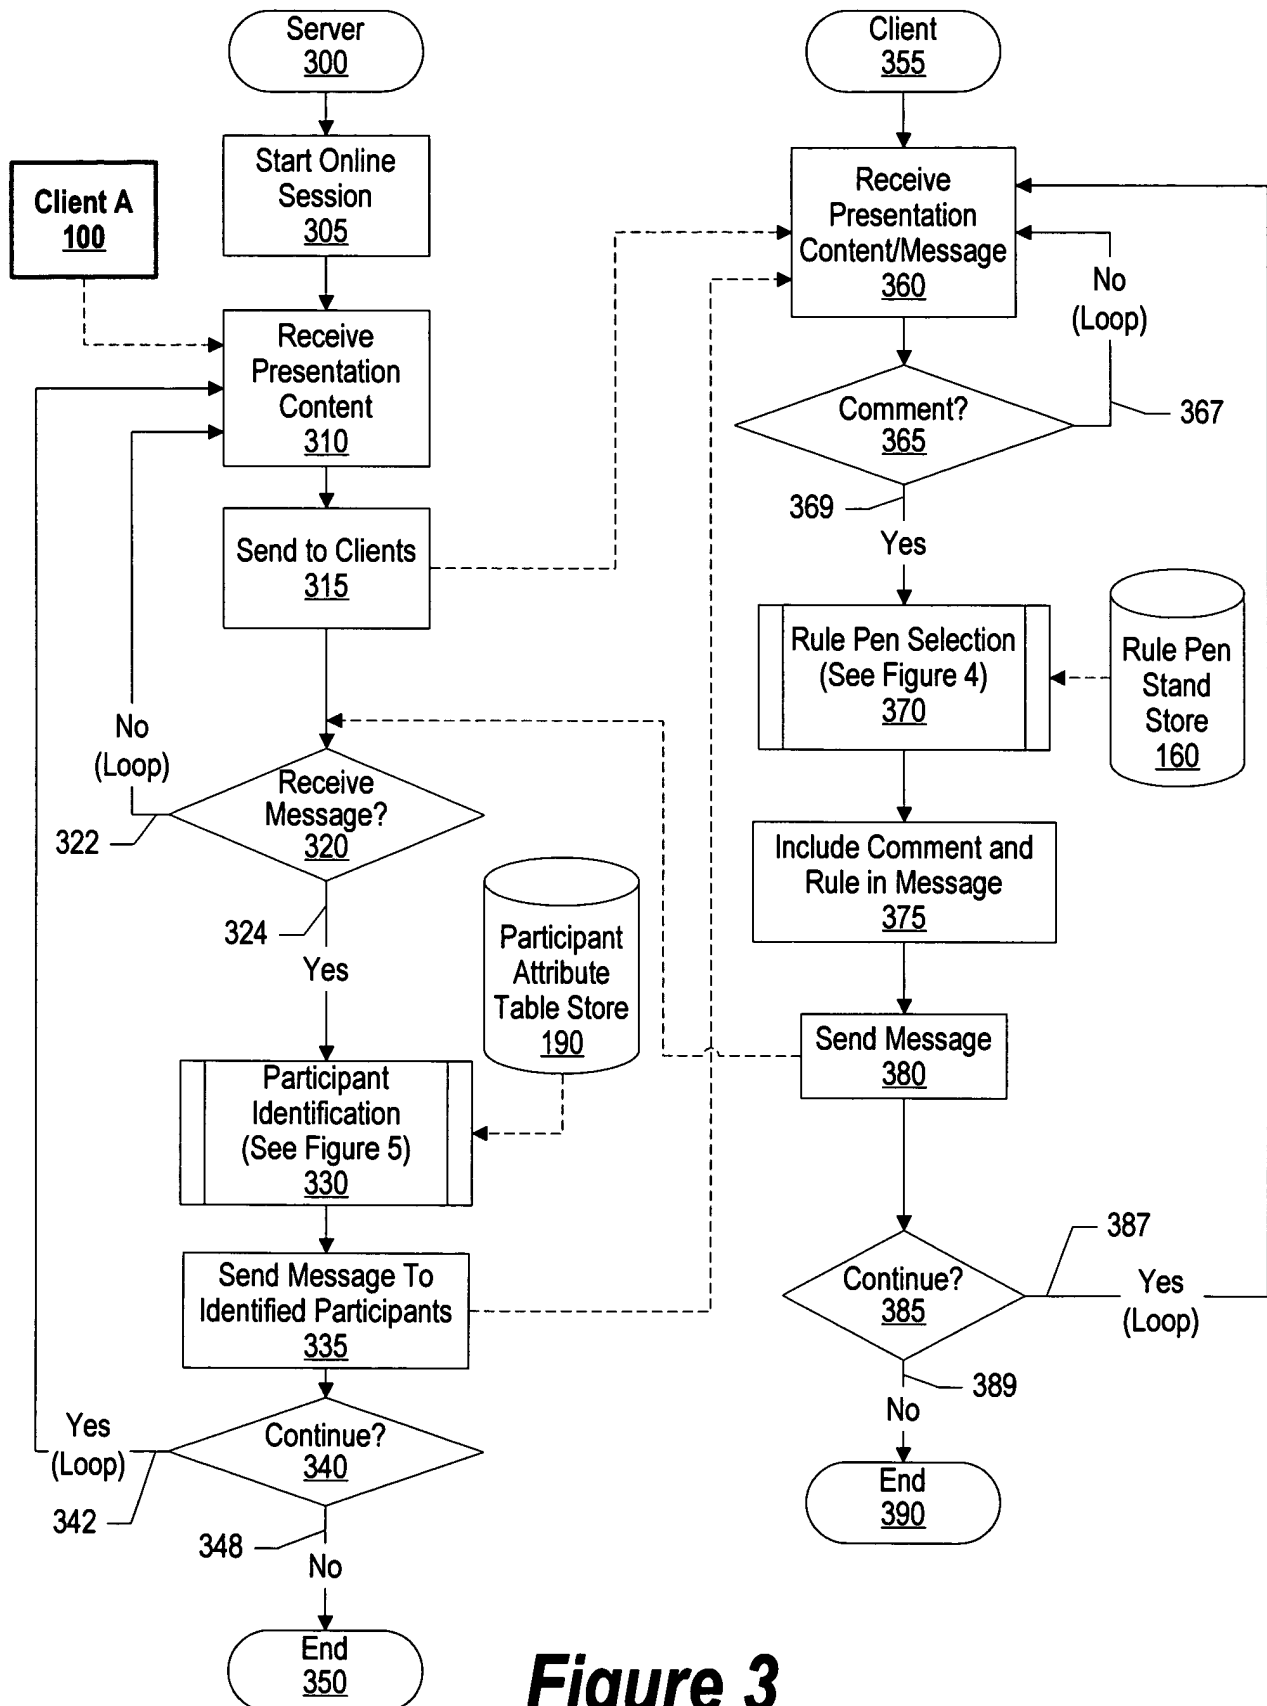 Server
300
Start Online
Session
305
Client A
100
Receive
Presentation
Content
310
Send to Clients
315
No
(Loop)
Receive
Message?
320
322
324
Yes
Participant
Attribute
Table Store
190
Participant
Identification
(See Figure 5)
330
Send Message To
Identified Participants
335
Continue?
340
Yes
(Loop)
342
348
No
End
350
Client
355
Receive
Presentation
Content/Message
360
No
(Loop)
367
Comment?
365
369
Yes
Rule Pen Selection
(See Figure 4)
370
Rule Pen
Stand
Store
160
Include Comment and
Rule in Message
375
Send Message
380
Continue?
385
387
Yes
(Loop)
389
No
End
390
Figure 3